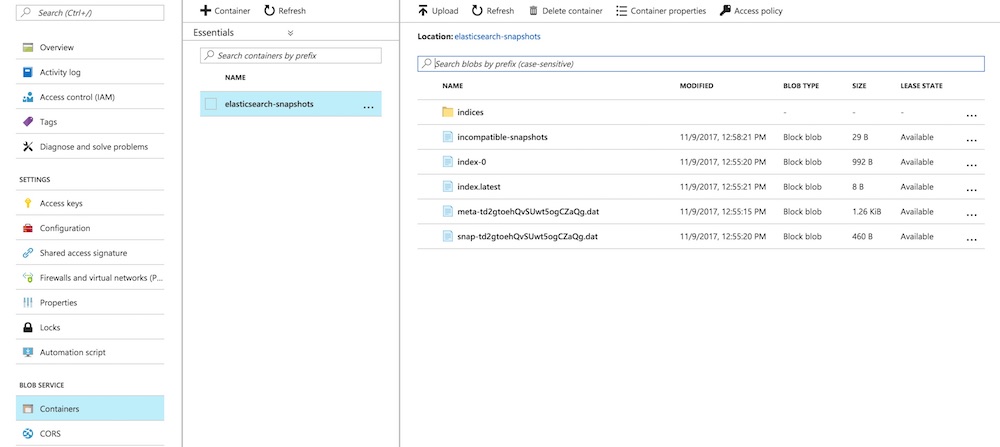 Search (Ctrl+/)
Overview
Activity log
Access control (IAM)
Tags
Diagnose and solve problems
SETTINGS
Access keys
Configuration
Shared access signature
Firewalls and virtual networks (P...
Properties
Locks
Automation script
BLOB SERVICE
Containers
CORS
Container Refresh
Essentials
Search containers by prefix
NAME
elasticsearch-snapshots ...
Upload Refresh Delete container Container properties Access policy
Location: elasticsearch-snapshots
Search blobs by prefix (case-sensitive)
NAME MODIFIED BLOB TYPE SIZE LEASE STATE
indices - - - ...
incompatible-snapshots 11/9/2017, 12:58:21 PM Block blob 29 B Available ...
index-0 11/9/2017, 12:55:20 PM Block blob 992 B Available ...
index.latest 11/9/2017, 12:55:21 PM Block blob 8 B Available ...
meta-td2gtoehQvSUwt5ogCZaQg.dat 11/9/2017, 12:55:15 PM Block blob 1.26 KiB Available ...
snap-td2gtoehQvSUwt5ogCZaQg.dat 11/9/2017, 12:55:20 PM Block blob 460 B Available ...